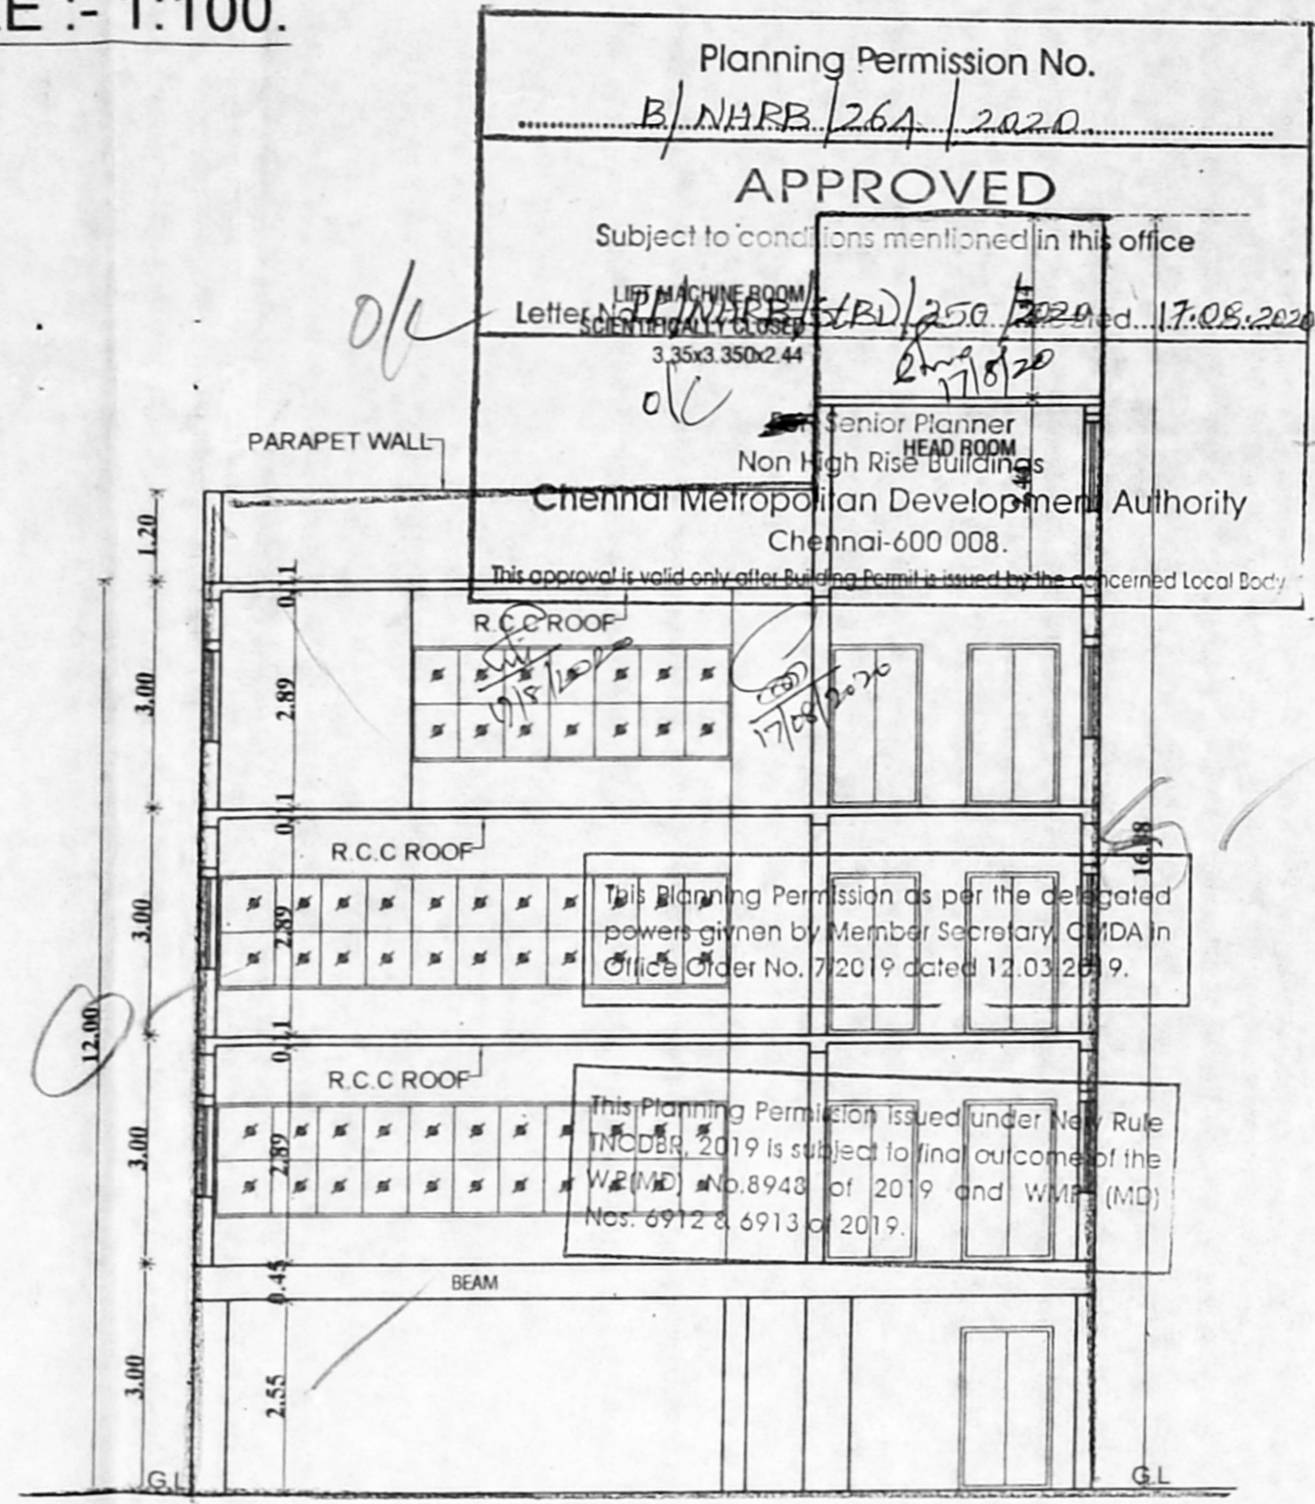 E :- 1:100.
Planning Permission No.
B/NHRB/26A/2020
APPROVED
Subject to conditions mentioned in this office
Letter No. /NHRB/ /250/2020 dated 17.08.2020
LIFT MACHINE ROOM
SCIENTIFICALLY CLOSED
3.35x3.350x2.44
17/8/20
Senior Planner
HEAD ROOM
Non High Rise Buildings
Chennai Metropolitan Development Authority
Chennai-600 008.
This approval is valid only after Building Permit is issued by the concerned Local Body
PARAPET WALL
1.20
0.11
R.C.C ROOF
17/08/2020
3.00
2.89
0.11
R.C.C ROOF
16.88
This Planning Permission as per the delegated
powers givnen by Member Secretary, CMDA in
Office Order No. 7/2019 dated 12.03.2019.
3.00
2.89
12.00
0.11
R.C.C ROOF
This Planning Permission issued under New Rule
TNCDBR, 2019 is subject to final outcome of the
W.P(MD) No.8948 of 2019 and WMP (MD)
Nos. 6912 & 6913 of 2019.
3.00
2.89
0.45
BEAM
3.00
2.55
G.L
G.L